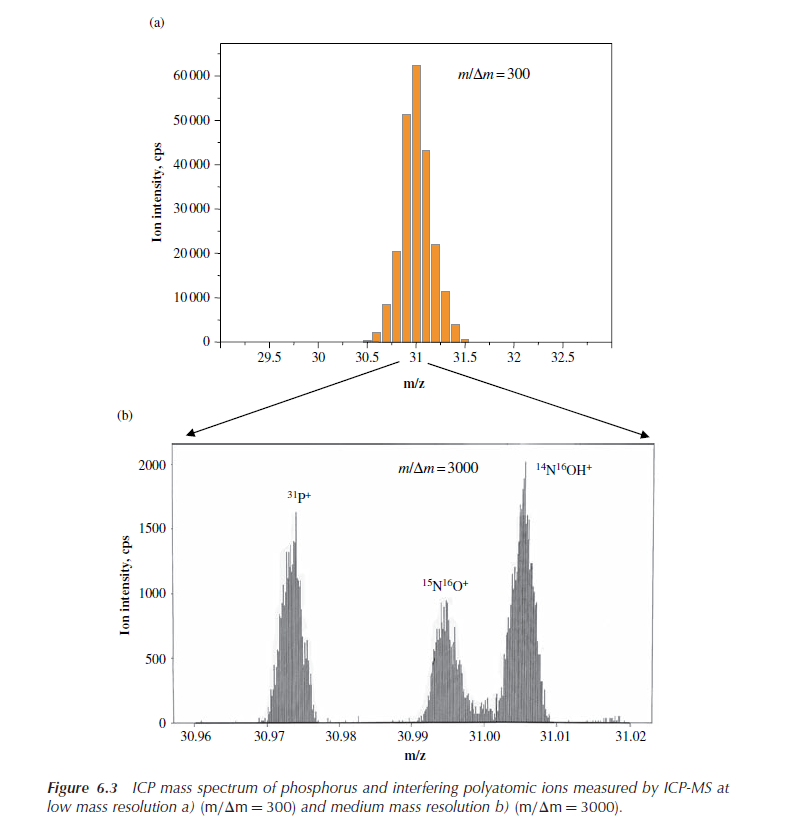 (a)
m/Δm = 300
60 000
50 000
40 000
30 000
20 000
10 000
0
Ion intensity, cps
29.5 30 30.5 31 31.5 32 32.5
m/z
(b)
m/Δm = 3000
2000
1500
1000
500
0
Ion intensity, cps
³¹P⁺
¹⁵N¹⁶O⁺
¹⁴N¹⁶OH⁺
30.96 30.97 30.98 30.99 31.00 31.01 31.02
m/z
Figure 6.3 ICP mass spectrum of phosphorus and interfering polyatomic ions measured by ICP-MS at
low mass resolution a) (m/Δm = 300) and medium mass resolution b) (m/Δm = 3000).